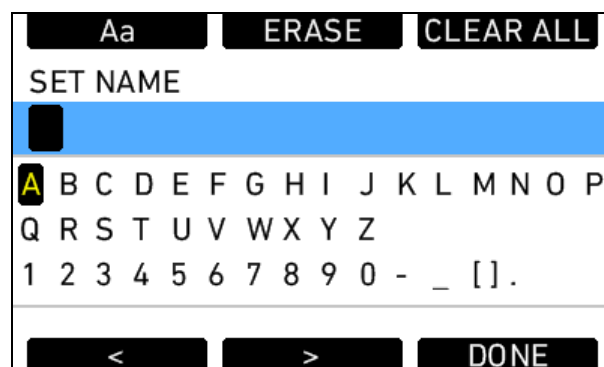 Aa ERASE CLEAR ALL
SET NAME
A B C D E F G H I J K L M N O P
Q R S T U V W X Y Z
1 2 3 4 5 6 7 8 9 0 - _ [ ] .
< > DONE